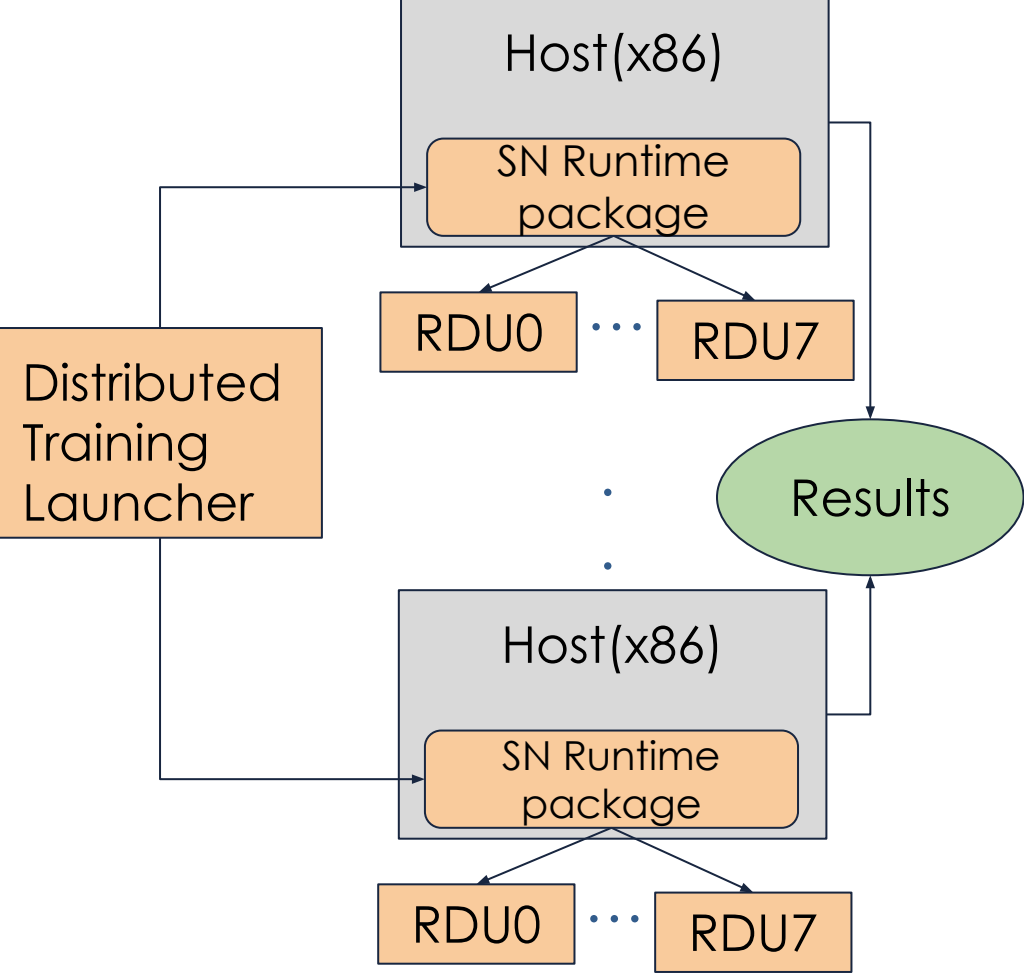 Host(x86)
SN Runtime
package
RDU0
RDU7
Distributed
Training
Launcher
Results
Host(x86)
SN Runtime
package
RDU0
RDU7